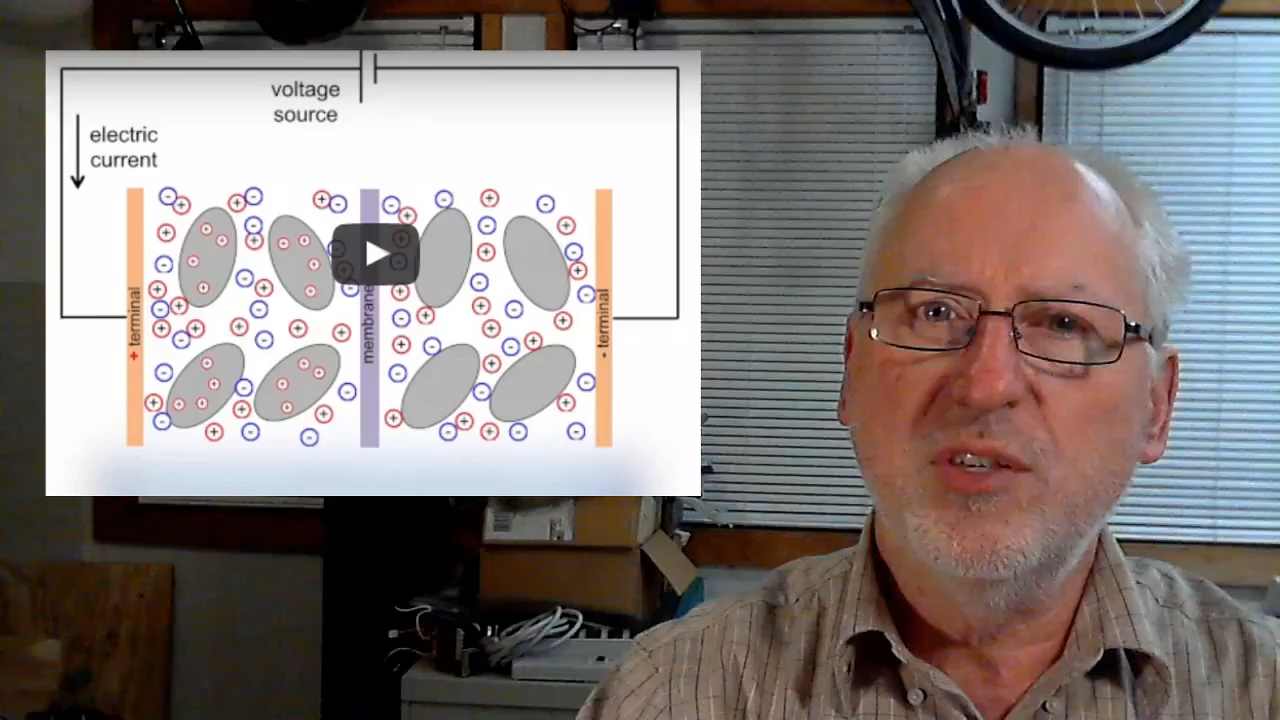 voltage
source
electric
current
+ terminal
membrane
- terminal